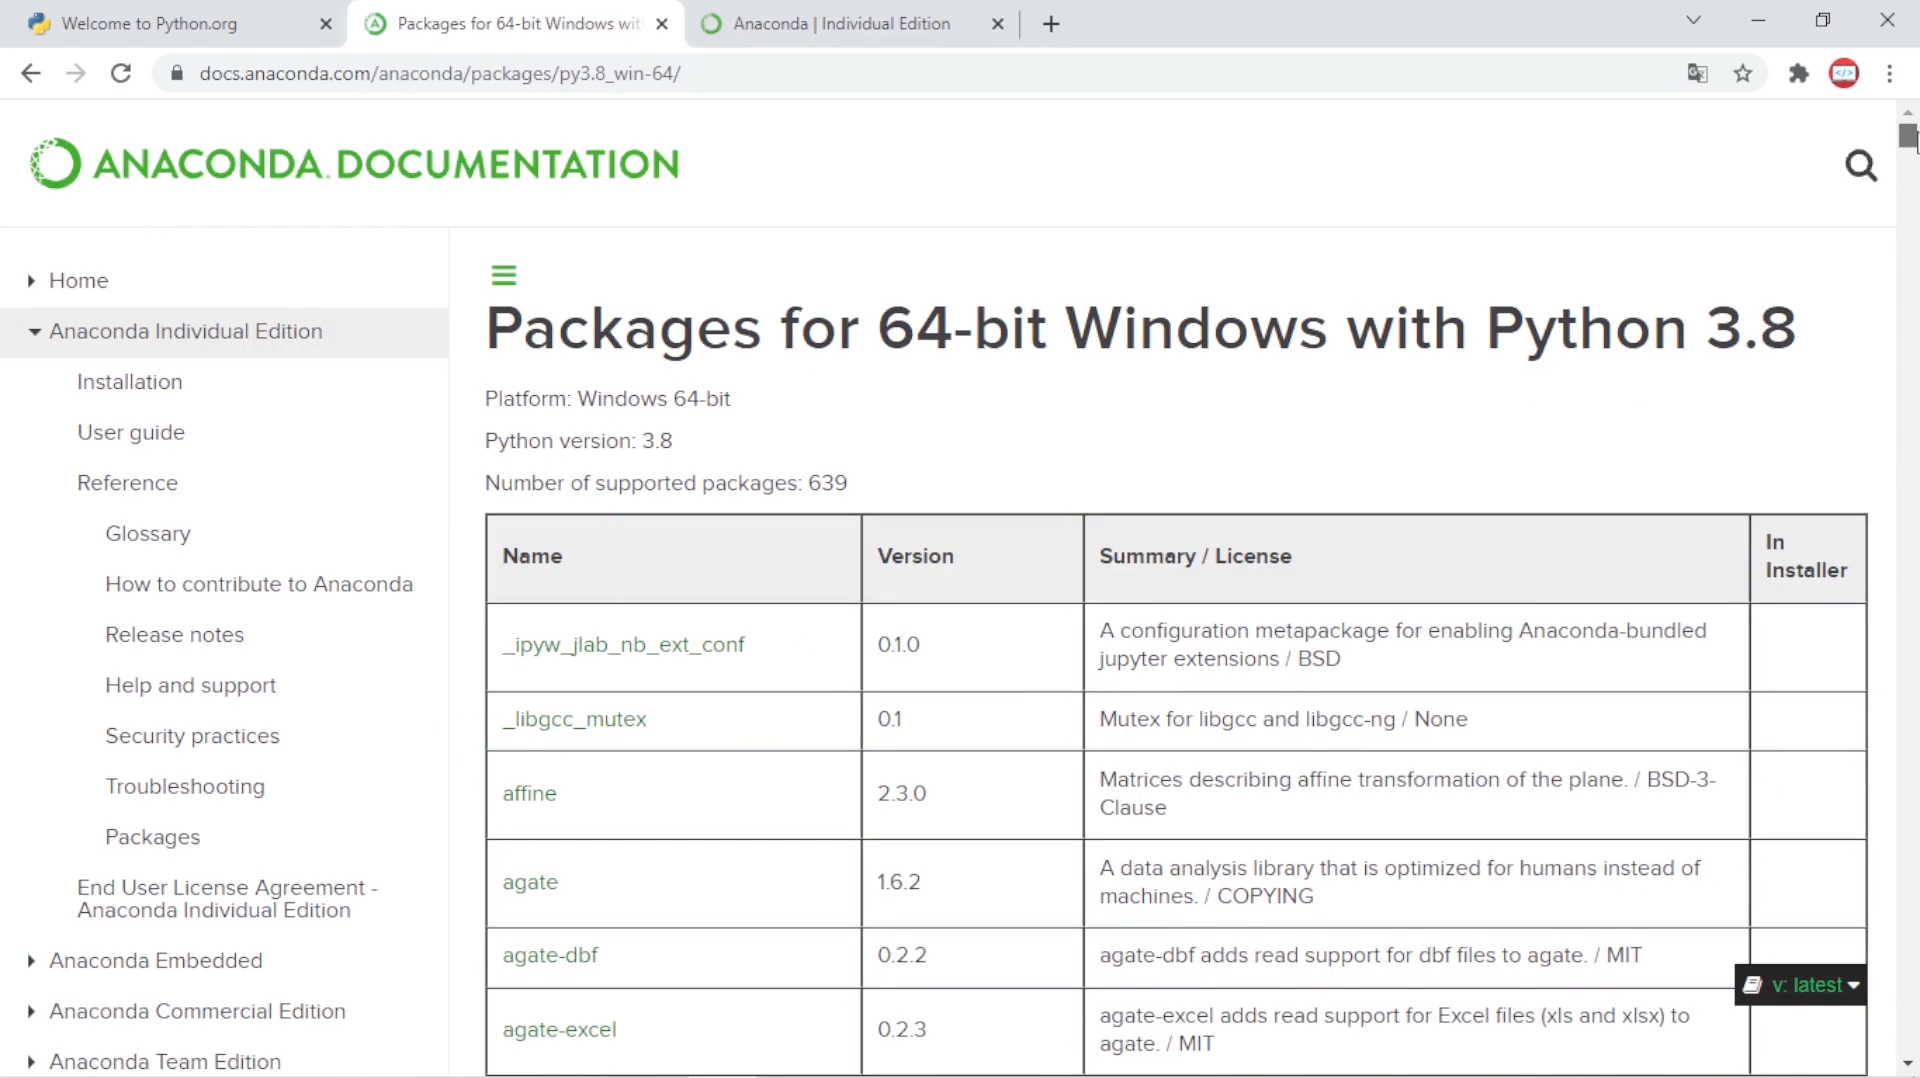 Welcome to Python.org
Packages for 64-bit Windows wit
Anaconda | Individual Edition
docs.anaconda.com/anaconda/packages/py3.8_win-64/
ANACONDA. DOCUMENTATION
Home
Anaconda Individual Edition
Installation
User guide
Reference
Glossary
How to contribute to Anaconda
Release notes
Help and support
Security practices
Troubleshooting
Packages
End User License Agreement -
Anaconda Individual Edition
Anaconda Embedded
Anaconda Commercial Edition
Anaconda Team Edition
Packages for 64-bit Windows with Python 3.8
Platform: Windows 64-bit
Python version: 3.8
Number of supported packages: 639
Name
Version
Summary / License
In
Installer
_ipyw_jlab_nb_ext_conf
0.1.0
A configuration metapackage for enabling Anaconda-bundled
jupyter extensions / BSD
_libgcc_mutex
0.1
Mutex for libgcc and libgcc-ng / None
affine
2.3.0
Matrices describing affine transformation of the plane. / BSD-3-
Clause
agate
1.6.2
A data analysis library that is optimized for humans instead of
machines. / COPYING
agate-dbf
0.2.2
agate-dbf adds read support for dbf files to agate. / MIT
agate-excel
0.2.3
agate-excel adds read support for Excel files (xls and xlsx) to
agate. / MIT
v: latest